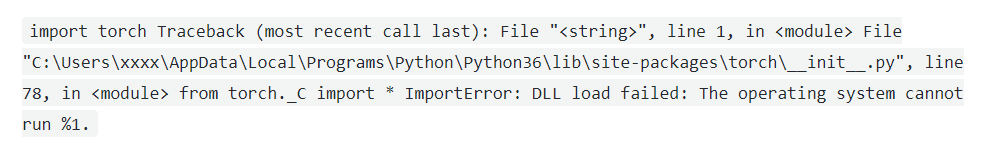 import torch Traceback (most recent call last): File "<string>", line 1, in <module> File
"C:\Users\xxxx\AppData\Local\Programs\Python\Python36\lib\site-packages\torch\__init__.py", line
78, in <module> from torch._C import * ImportError: DLL load failed: The operating system cannot
run %1.